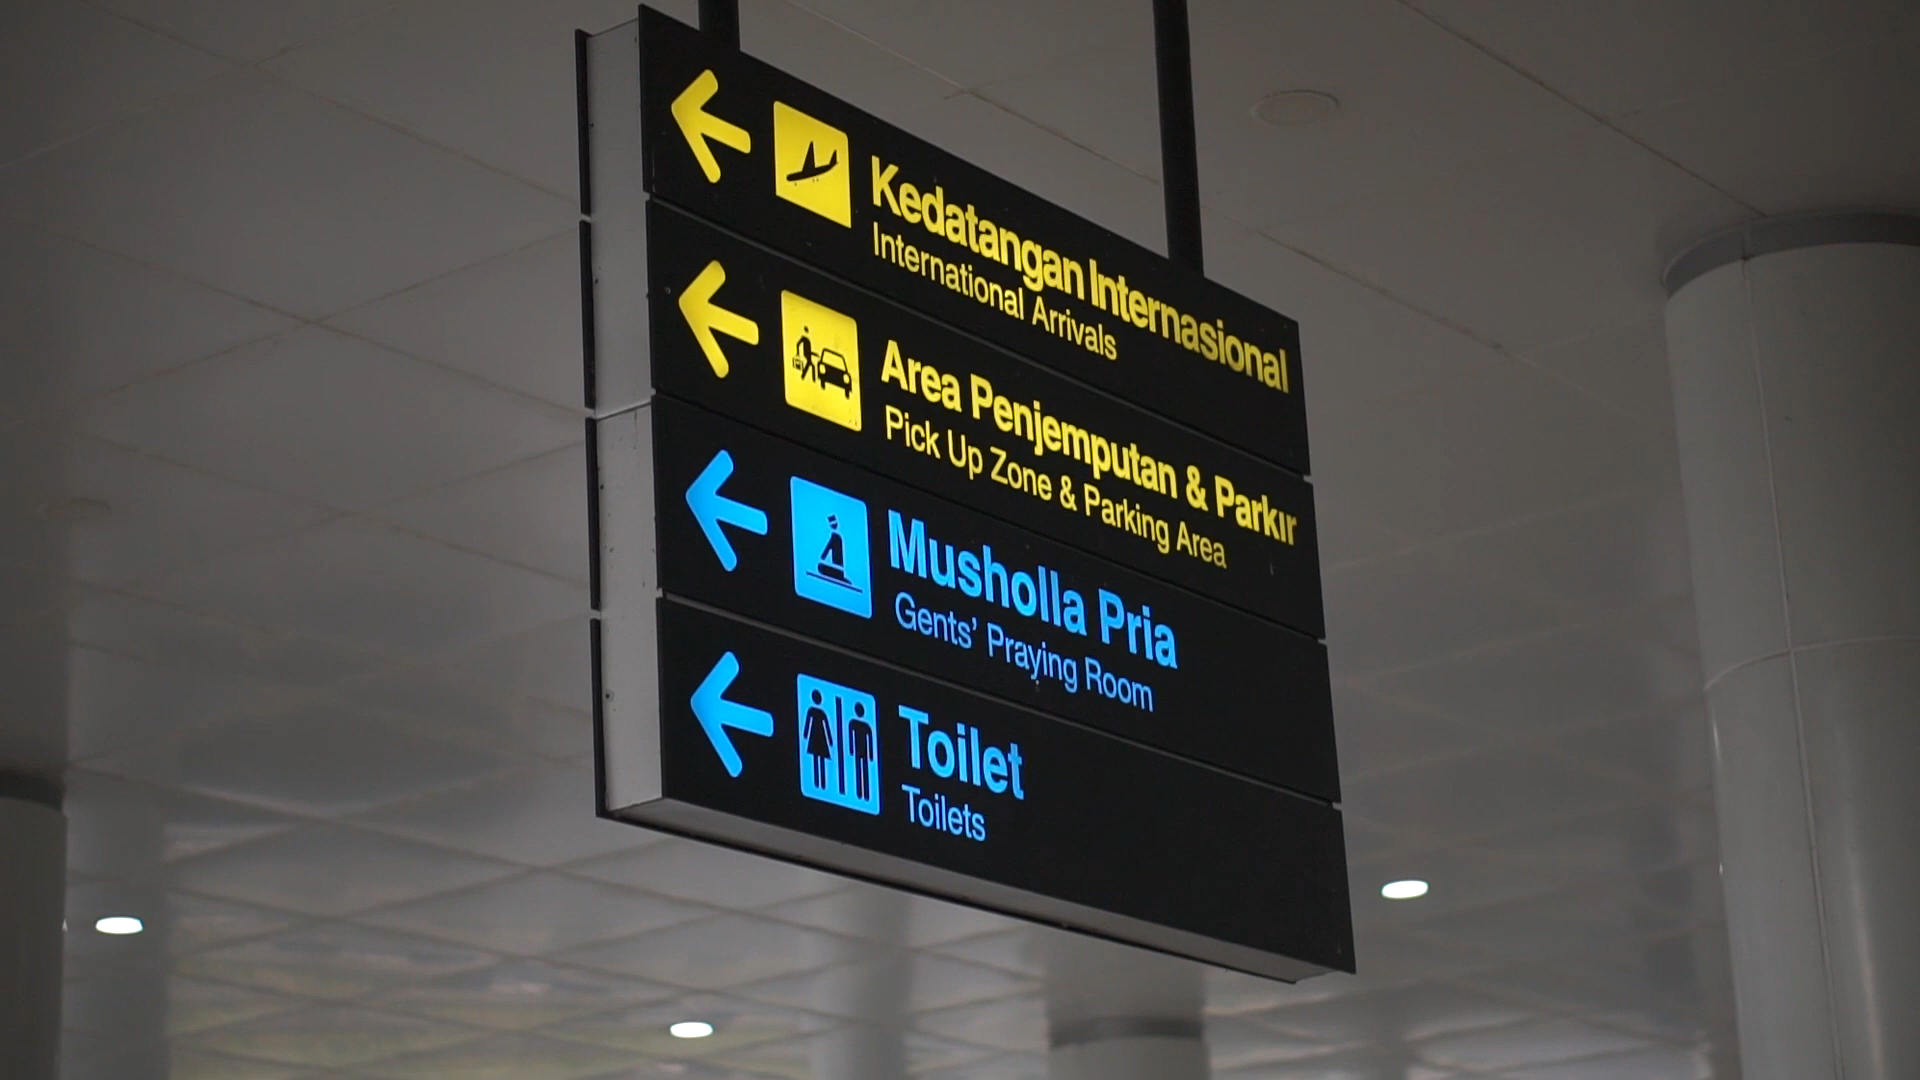 Kedatangan Internasional
International Arrivals
Area Penjemputan & Parkir
Pick Up Zone & Parking Area
Musholla Pria
Gents’ Praying Room
Toilet
Toilets